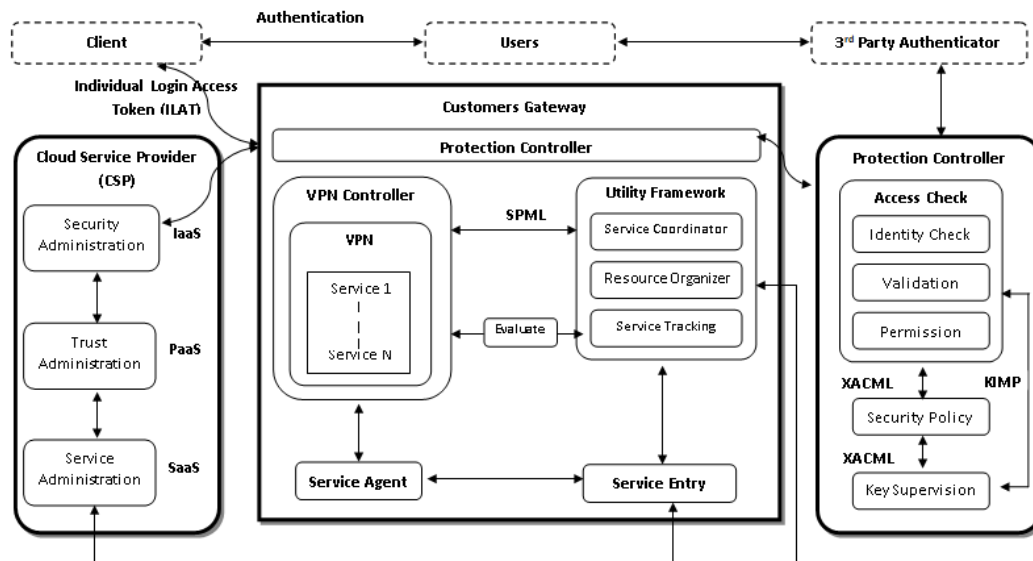 Authentication
Client
Users
3rd Party Authenticator
Individual Login Access
Token (ILAT)
Cloud Service Provider
(CSP)
Security
Administration
IaaS
Trust
Administration
PaaS
Service
Administration
SaaS
Customers Gateway
Protection Controller
VPN Controller
VPN
Service 1
Service N
SPML
Evaluate
Utility Framework
Service Coordinator
Resource Organizer
Service Tracking
Service Agent
Service Entry
Protection Controller
Access Check
Identity Check
Validation
Permission
XACML
KIMP
Security Policy
XACML
Key Supervision